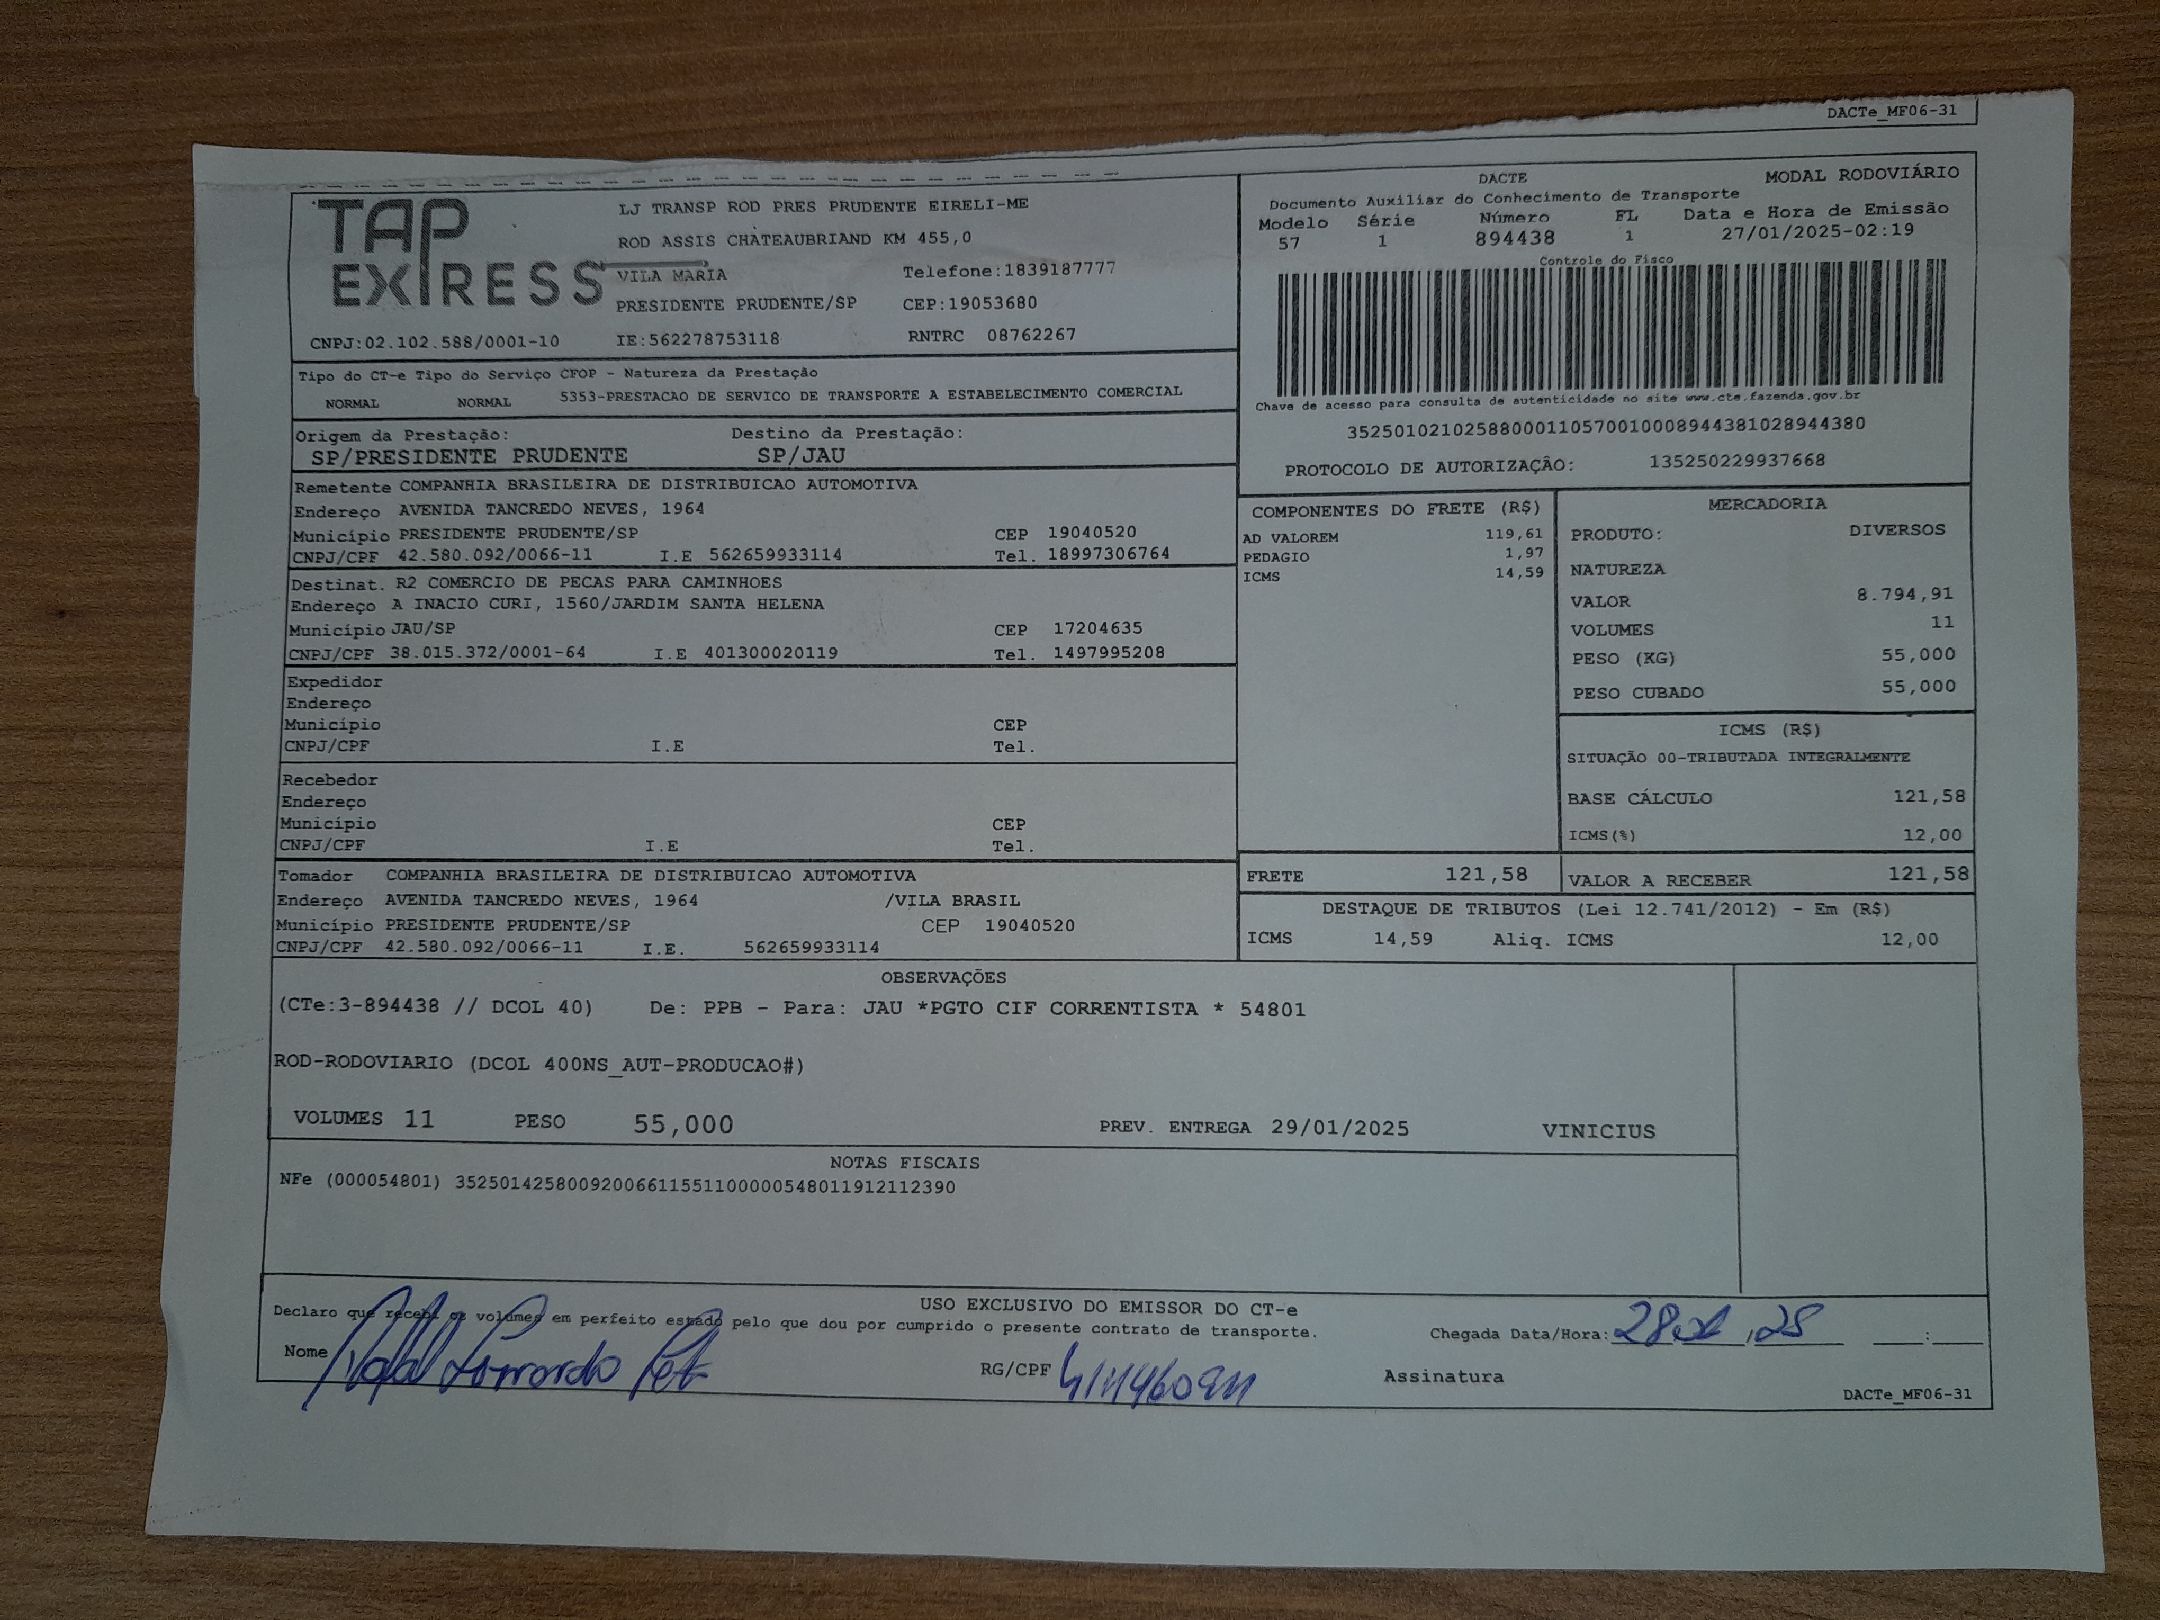 DACTe_MF06-31
TAP EXPRESS
LJ TRANSP ROD PRES PRUDENTE EIRELI-ME
ROD ASSIS CHATEAUBRIAND KM 455,0
VILA MARIA Telefone:1839187777
PRESIDENTE PRUDENTE/SP CEP:19053680
CNPJ:02.102.588/0001-10 IE:562278753118 RNTRC 08762267
DACTE MODAL RODOVIÁRIO
Documento Auxiliar do Conhecimento de Transporte
Modelo Série Número FL Data e Hora de Emissão
57 1 894438 1 27/01/2025-02:19
Controle do Fisco
Chave de acesso para consulta de autenticidade no site www.cte.fazenda.gov.br
35250102102588000110570010008944381028944380
PROTOCOLO DE AUTORIZAÇÃO: 135250229937668
Tipo do CT-e Tipo do Serviço CFOP - Natureza da Prestação
NORMAL NORMAL 5353-PRESTACAO DE SERVICO DE TRANSPORTE A ESTABELECIMENTO COMERCIAL
Origem da Prestação: Destino da Prestação:
SP/PRESIDENTE PRUDENTE SP/JAU
Remetente COMPANHIA BRASILEIRA DE DISTRIBUICAO AUTOMOTIVA
Endereço AVENIDA TANCREDO NEVES, 1964
Município PRESIDENTE PRUDENTE/SP CEP 19040520
CNPJ/CPF 42.580.092/0066-11 I.E 562659933114 Tel. 18997306764
Destinat. R2 COMERCIO DE PECAS PARA CAMINHOES
Endereço A INACIO CURI, 1560/JARDIM SANTA HELENA
Município JAU/SP CEP 17204635
CNPJ/CPF 38.015.372/0001-64 I.E 401300020119 Tel. 1497995208
Expedidor
Endereço
Município CEP
CNPJ/CPF I.E Tel.
Recebedor
Endereço
Município CEP
CNPJ/CPF I.E Tel.
Tomador COMPANHIA BRASILEIRA DE DISTRIBUICAO AUTOMOTIVA
Endereço AVENIDA TANCREDO NEVES, 1964 /VILA BRASIL
Município PRESIDENTE PRUDENTE/SP CEP 19040520
CNPJ/CPF 42.580.092/0066-11 I.E. 562659933114
COMPONENTES DO FRETE (R$)
AD VALOREM 119,61
PEDAGIO 1,97
ICMS 14,59
MERCADORIA
PRODUTO: DIVERSOS
NATUREZA
VALOR 8.794,91
VOLUMES 11
PESO (KG) 55,000
PESO CUBADO 55,000
ICMS (R$)
SITUAÇÃO 00-TRIBUTADA INTEGRALMENTE
BASE CÁLCULO 121,58
ICMS(%) 12,00
FRETE 121,58 VALOR A RECEBER 121,58
DESTAQUE DE TRIBUTOS (Lei 12.741/2012) - Em (R$)
ICMS 14,59 Aliq. ICMS 12,00
OBSERVAÇÕES
(CTe:3-894438 // DCOL 40) De: PPB - Para: JAU *PGTO CIF CORRENTISTA * 54801
ROD-RODOVIARIO (DCOL 400NS_AUT-PRODUCAO#)
VOLUMES 11 PESO 55,000 PREV. ENTREGA 29/01/2025 VINICIUS
NOTAS FISCAIS
NFe (000054801) 35250142580092006611551100000548011912112390
USO EXCLUSIVO DO EMISSOR DO CT-e
Declaro que recebi os volumes em perfeito estado pelo que dou por cumprido o presente contrato de transporte.
Chegada Data/Hora: 28 01 / 25 :
Nome RG/CPF Assinatura
DACTe_MF06-31